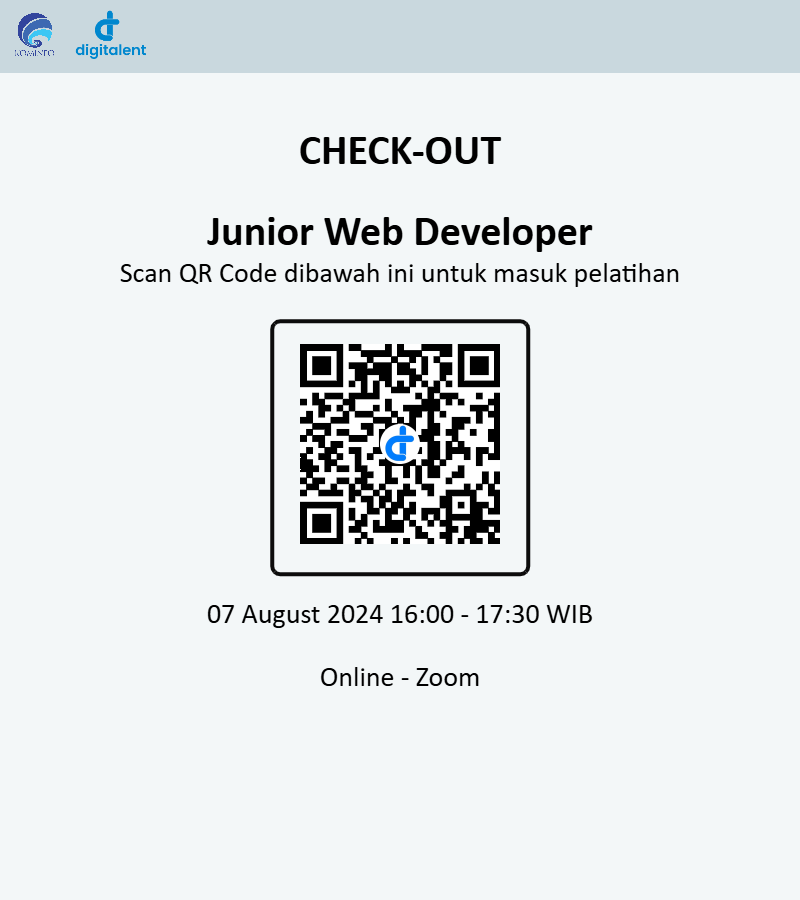 KOMINFO
digitalent
CHECK-OUT
Junior Web Developer
Scan QR Code dibawah ini untuk masuk pelatihan
07 August 2024 16:00 - 17:30 WIB
Online - Zoom